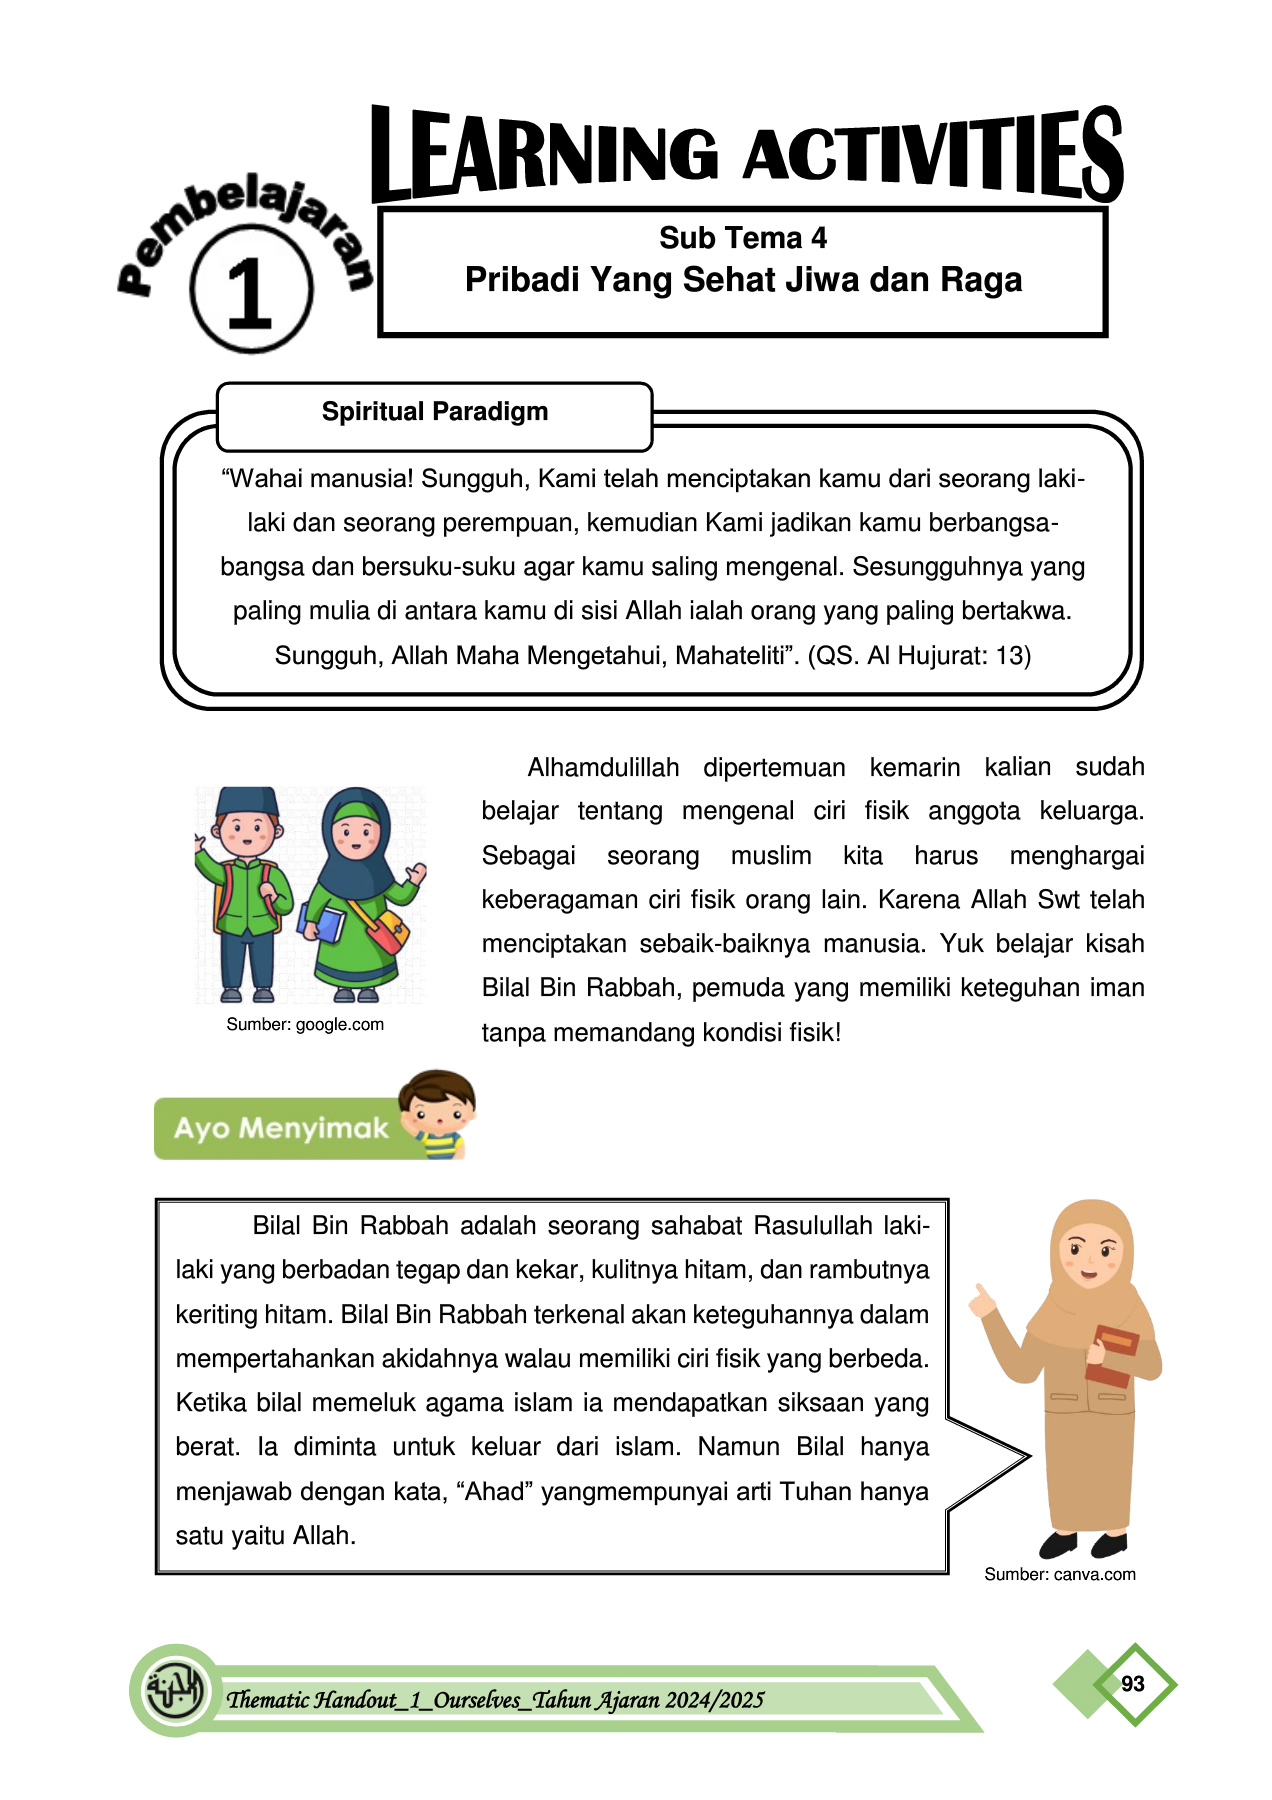 LEARNING ACTIVITIES
Pembelajaran
1
Sub Tema 4
Pribadi Yang Sehat Jiwa dan Raga
Spiritual Paradigm
“Wahai manusia! Sungguh, Kami telah menciptakan kamu dari seorang laki-
laki dan seorang perempuan, kemudian Kami jadikan kamu berbangsa-
bangsa dan bersuku-suku agar kamu saling mengenal. Sesungguhnya yang
paling mulia di antara kamu di sisi Allah ialah orang yang paling bertakwa.
Sungguh, Allah Maha Mengetahui, Mahateliti”. (QS. Al Hujurat: 13)
Alhamdulillah dipertemuan kemarin kalian sudah
belajar tentang mengenal ciri fisik anggota keluarga.
Sebagai seorang muslim kita harus menghargai
keberagaman ciri fisik orang lain. Karena Allah Swt telah
menciptakan sebaik-baiknya manusia. Yuk belajar kisah
Bilal Bin Rabbah, pemuda yang memiliki keteguhan iman
tanpa memandang kondisi fisik!
Sumber: google.com
Ayo Menyimak
Bilal Bin Rabbah adalah seorang sahabat Rasulullah laki-
laki yang berbadan tegap dan kekar, kulitnya hitam, dan rambutnya
keriting hitam. Bilal Bin Rabbah terkenal akan keteguhannya dalam
mempertahankan akidahnya walau memiliki ciri fisik yang berbeda.
Ketika bilal memeluk agama islam ia mendapatkan siksaan yang
berat. Ia diminta untuk keluar dari islam. Namun Bilal hanya
menjawab dengan kata, “Ahad” yangmempunyai arti Tuhan hanya
satu yaitu Allah.
Sumber: canva.com
Thematic Handout_1_Ourselves_Tahun Ajaran 2024/2025
93